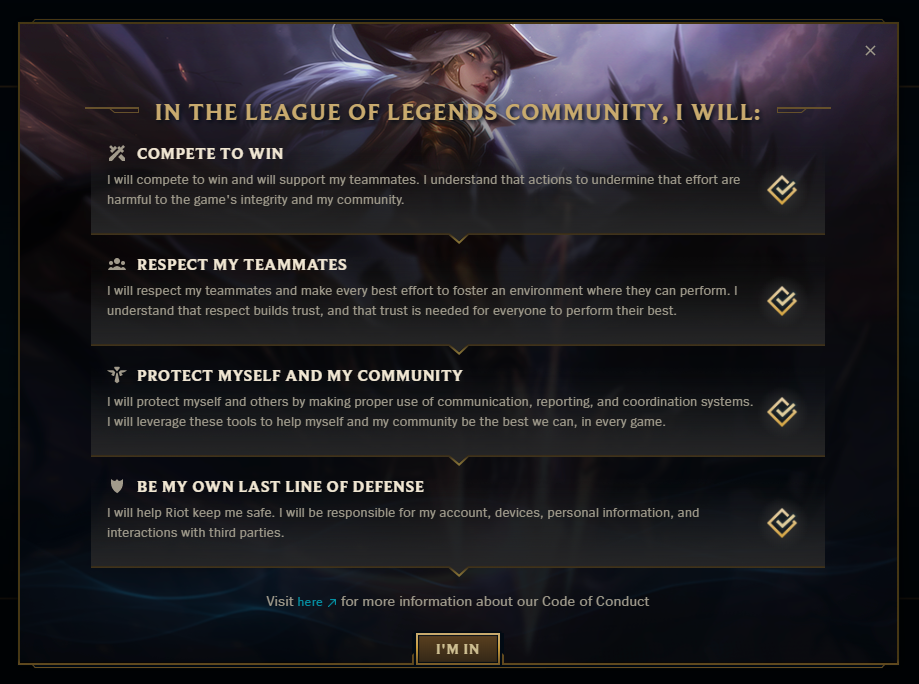 IN THE LEAGUE OF LEGENDS COMMUNITY, I WILL:
COMPETE TO WIN
I will compete to win and will support my teammates. I understand that actions to undermine that effort are
harmful to the game's integrity and my community.
RESPECT MY TEAMMATES
I will respect my teammates and make every best effort to foster an environment where they can perform. I
understand that respect builds trust, and that trust is needed for everyone to perform their best.
PROTECT MYSELF AND MY COMMUNITY
I will protect myself and others by making proper use of communication, reporting, and coordination systems.
I will leverage these tools to help myself and my community be the best we can, in every game.
BE MY OWN LAST LINE OF DEFENSE
I will help Riot keep me safe. I will be responsible for my account, devices, personal information, and
interactions with third parties.
Visit here ↗ for more information about our Code of Conduct
I'M IN